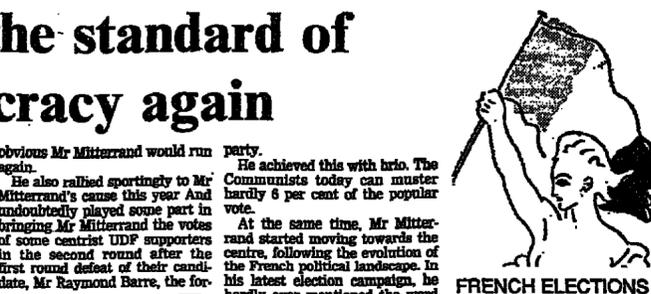 he standard of
cracy again
obvious Mr Mitterrand would run
again.
He also rallied sportingly to Mr
Mitterrand's cause this year And
undoubtedly played some part in
bringing Mr Mitterrand the votes
of some centrist UDF supporters
in the second round after the
first round defeat of their candi-
date, Mr Raymond Barre, the for-
party.
He achieved this with brio. The
Communists today can muster
hardly 6 per cent of the popular
vote.
At the same time, Mr Mitter-
rand started moving towards the
centre, following the evolution of
the French political landscape. In
his latest election campaign, he
hardly ever mentioned the word
FRENCH ELECTIONS